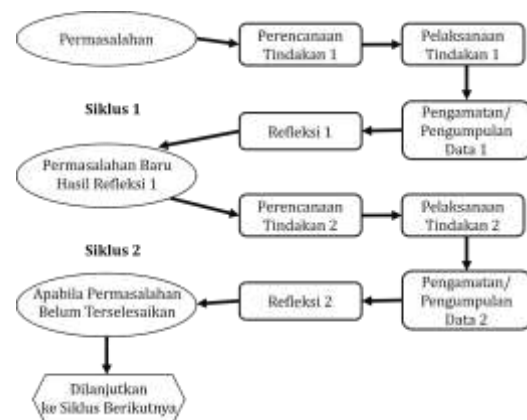 Permasalahan
Perencanaan
Tindakan 1
Pelaksanaan
Tindakan 1
Siklus 1
Pengamatan/
Pengumpulan
Data 1
Refleksi 1
Permasalahan Baru
Hasil Refleksi 1
Perencanaan
Tindakan 2
Pelaksanaan
Tindakan 2
Siklus 2
Pengamatan/
Pengumpulan
Data 2
Refleksi 2
Apabila Permasalahan
Belum Terselesaikan
Dilanjutkan
ke Siklus Berikutnya